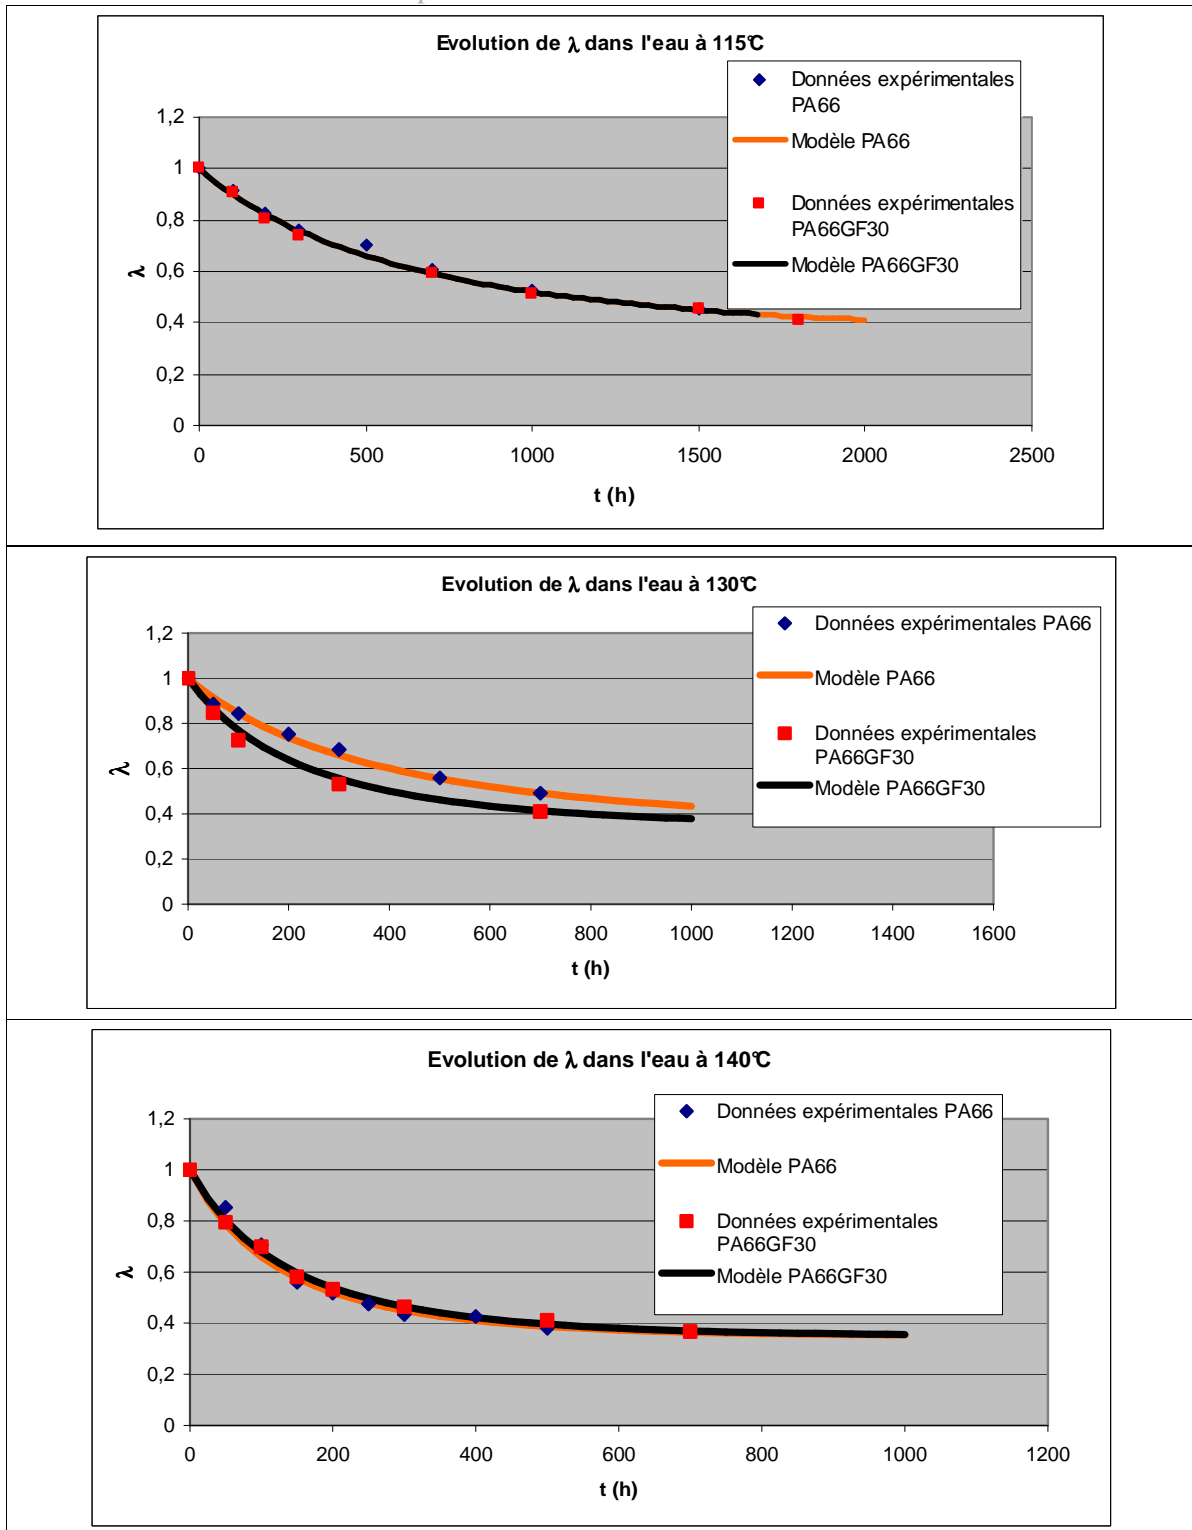 Evolution de λ dans l'eau à 115°C
Données expérimentales
PA66
Modèle PA66
Données expérimentales
PA66GF30
Modèle PA66GF30
1,2
1
0,8
0,6
0,4
0,2
0
λ
0 500 1000 1500 2000 2500
t (h)
Evolution de λ dans l'eau à 130°C
Données expérimentales PA66
Modèle PA66
Données expérimentales
PA66GF30
Modèle PA66GF30
1,2
1
0,8
0,6
0,4
0,2
0
λ
0 200 400 600 800 1000 1200 1400 1600
t (h)
Evolution de λ dans l'eau à 140°C
Données expérimentales PA66
Modèle PA66
Données expérimentales
PA66GF30
Modèle PA66GF30
1,2
1
0,8
0,6
0,4
0,2
0
λ
0 200 400 600 800 1000 1200
t (h)